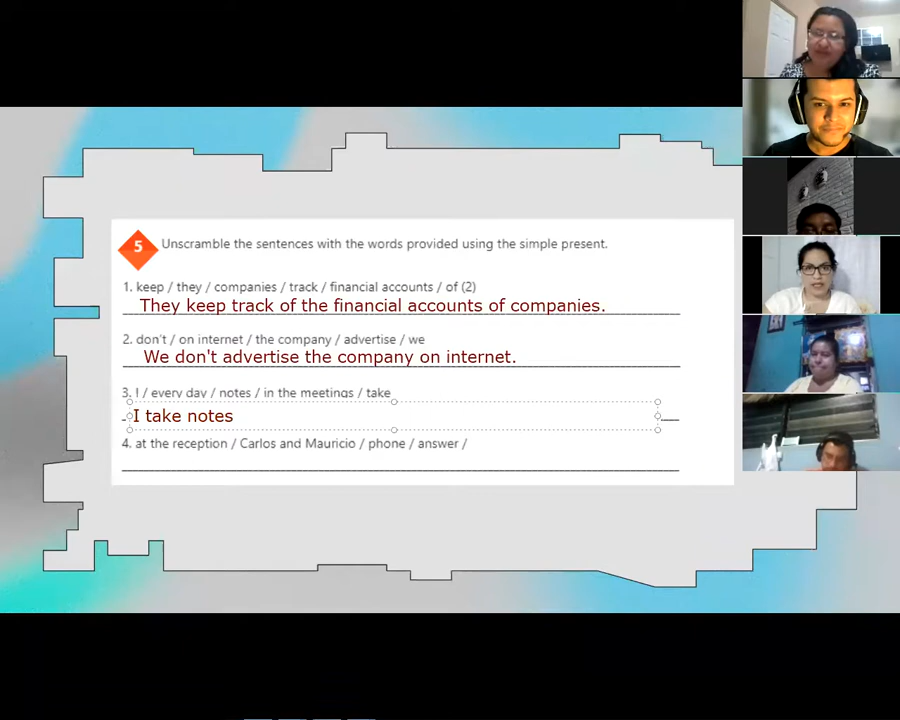 5 Unscramble the sentences with the words provided using the simple present.
1. keep / they / companies / track / financial accounts / of (2)
They keep track of the financial accounts of companies.
2. don't / on internet / the company / advertise / we
We don't advertise the company on internet.
3. I / every day / notes / in the meetings / take
I take notes
4. at the reception / Carlos and Mauricio / phone / answer /